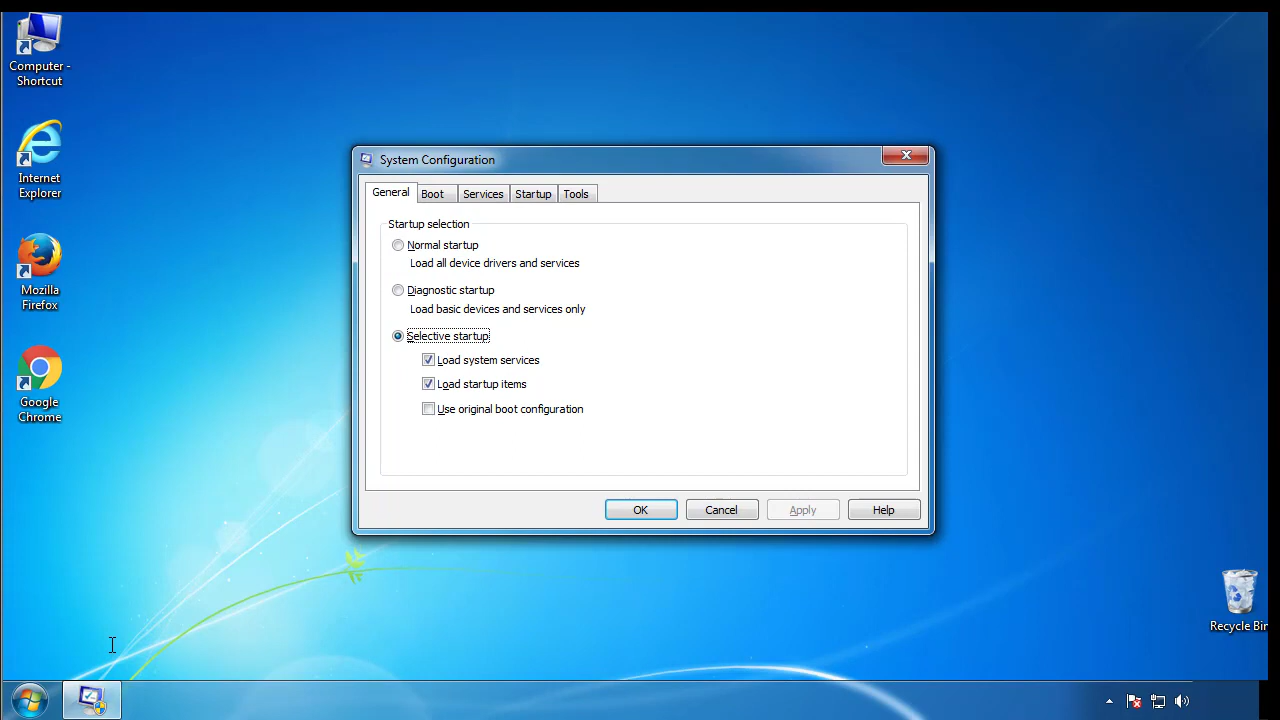 Computer -
Shortcut
Internet
Explorer
Mozilla
Firefox
Google
Chrome
System Configuration
General
Boot
Services
Startup
Tools
Startup selection
Normal startup
Load all device drivers and services
Diagnostic startup
Load basic devices and services only
Selective startup
Load system services
Load startup items
Use original boot configuration
OK
Cancel
Apply
Help
Recycle Bin